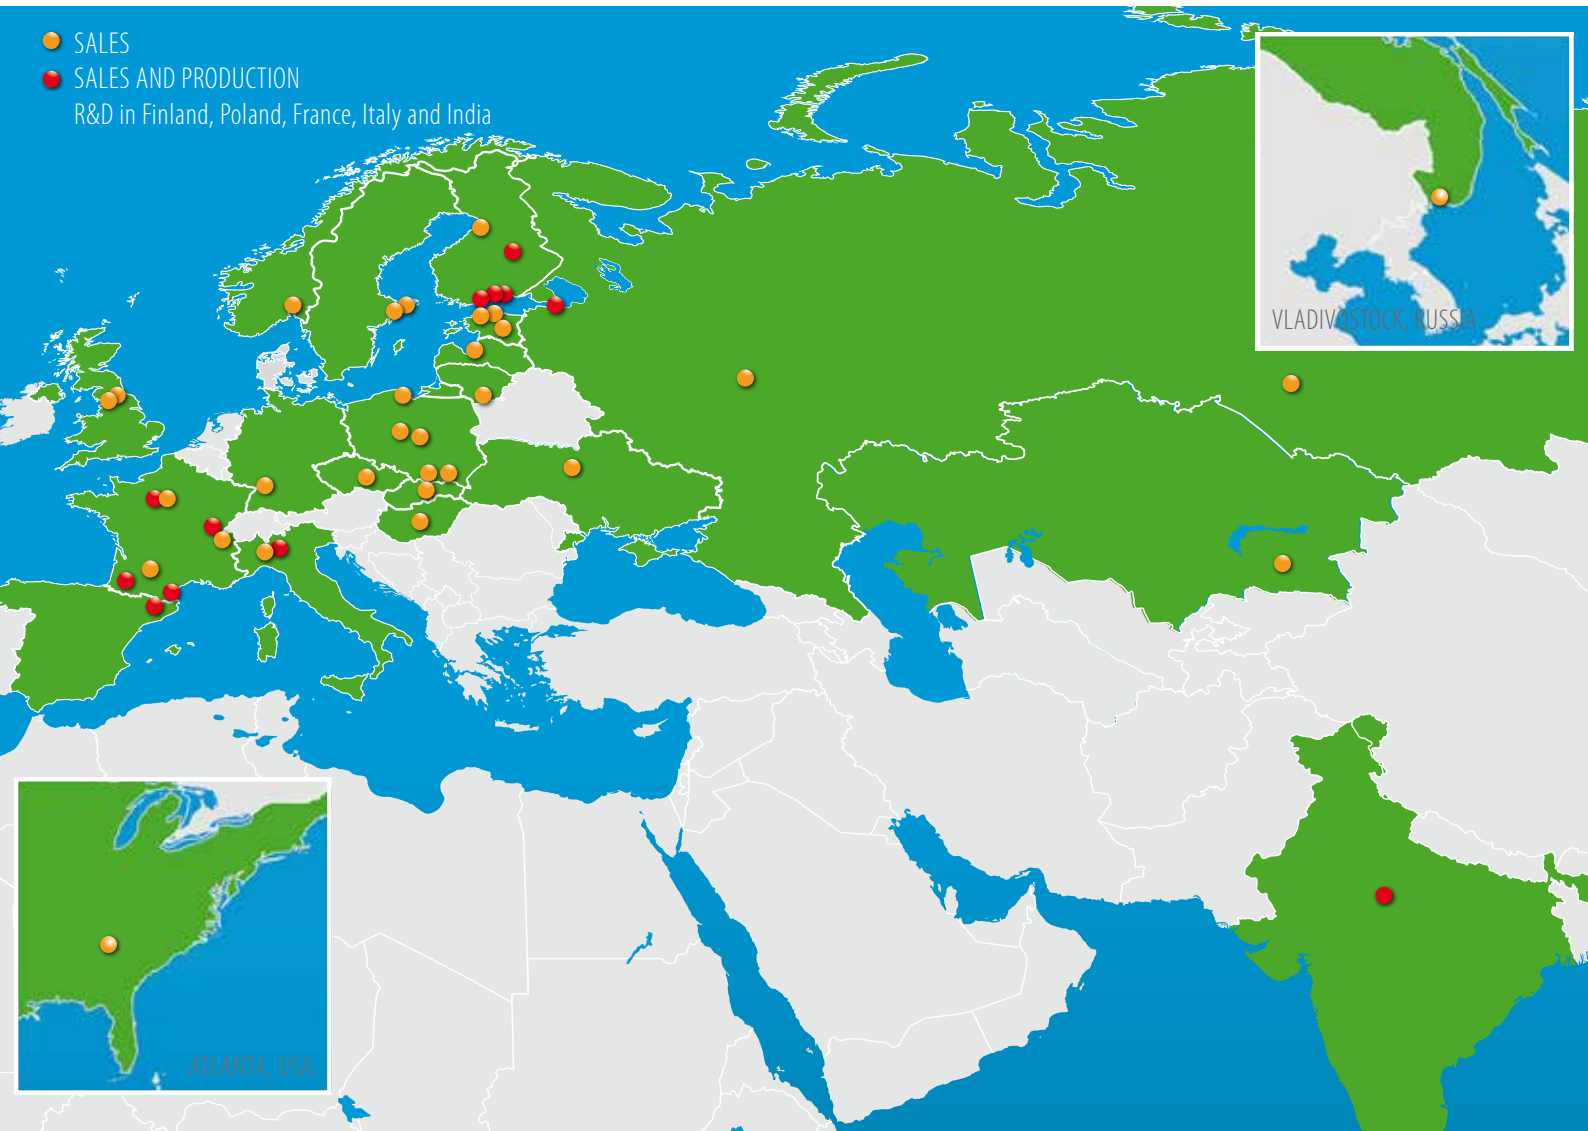 SALES
SALES AND PRODUCTION
R&D in Finland, Poland, France, Italy and India
VLADIVOSTOCK, RUSSIA
ATLANTA, USA